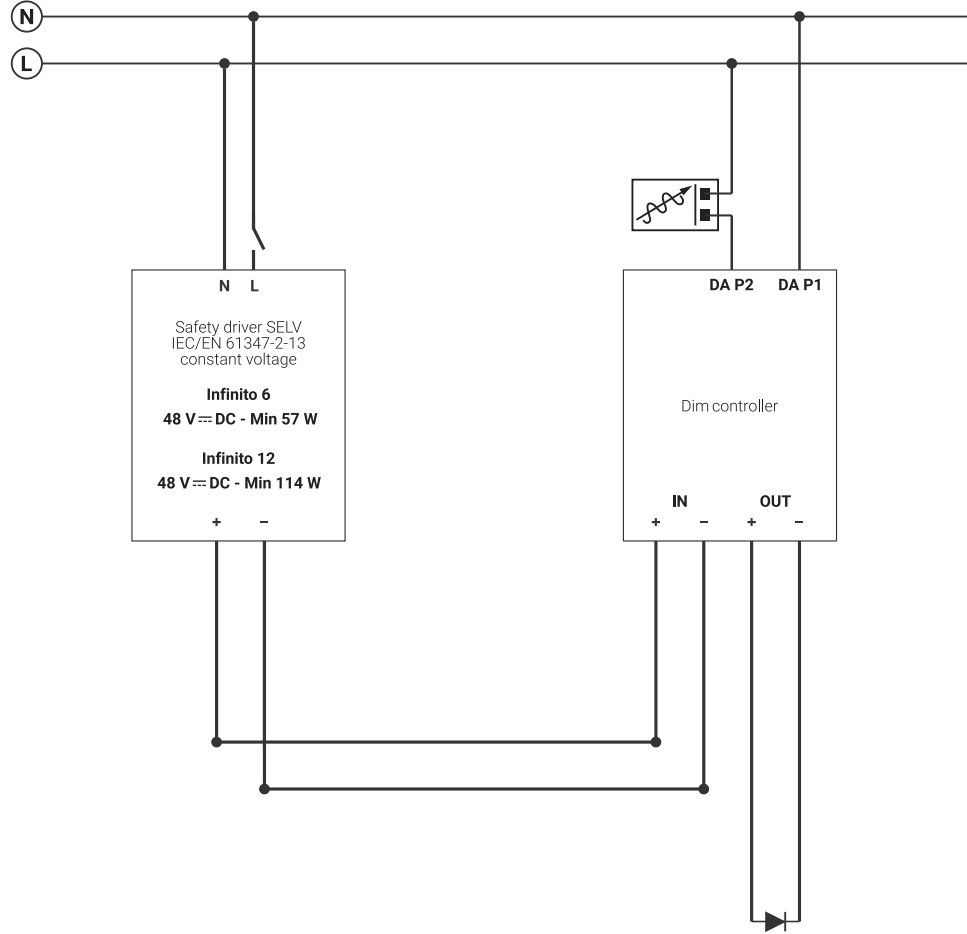 N
L
N L
DA P2 DA P1
Safety driver SELV
IEC/EN 61347-2-13
constant voltage
Infinito 6
48 V ⎓ DC - Min 57 W
Infinito 12
48 V ⎓ DC - Min 114 W
+ −
Dim controller
IN OUT
+ − + −